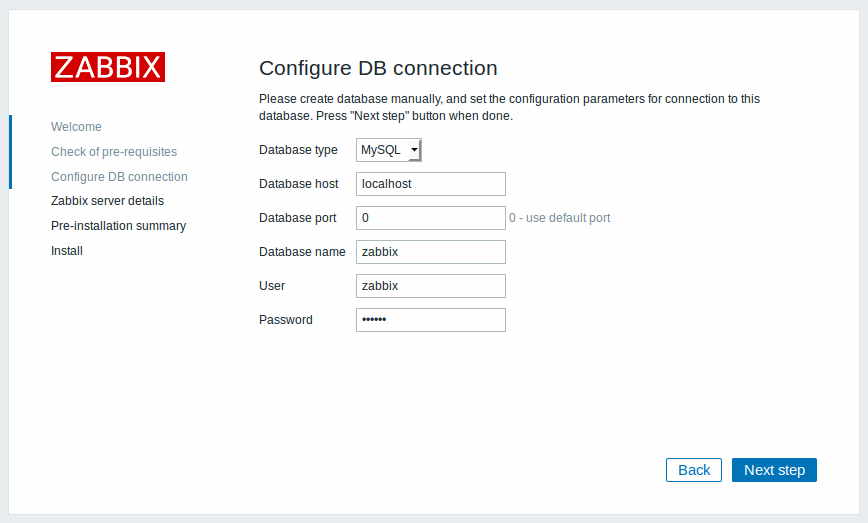 ZABBIX
Welcome
Check of pre-requisites
Configure DB connection
Zabbix server details
Pre-installation summary
Install
Configure DB connection
Please create database manually, and set the configuration parameters for connection to this
database. Press "Next step" button when done.
Database type MySQL
Database host localhost
Database port 0 0 - use default port
Database name zabbix
User zabbix
Password ••••••
Back Next step